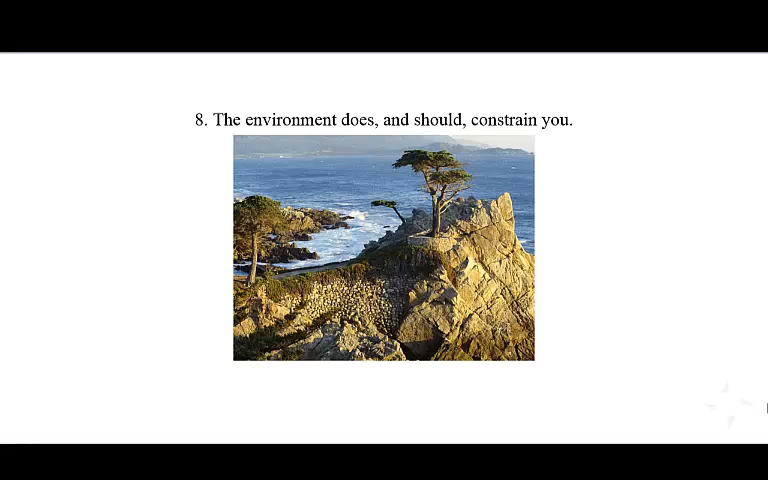 8. The environment does, and should, constrain you.